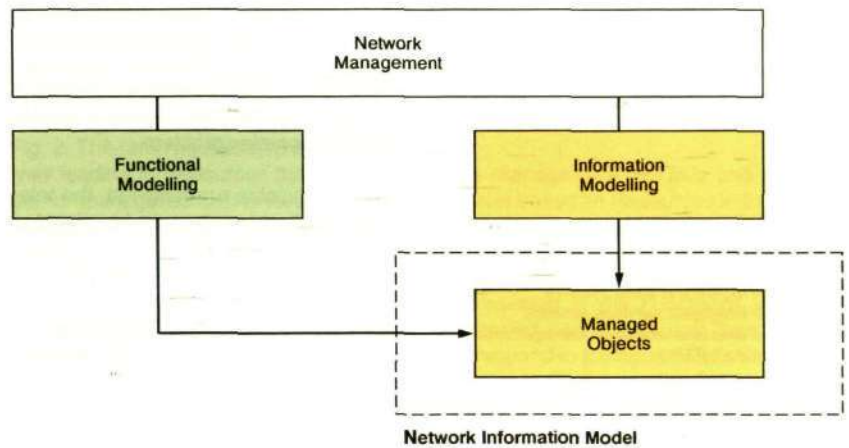 Network
Management
Functional
Modelling
Information
Modelling
Managed
Objects
Network Information Model